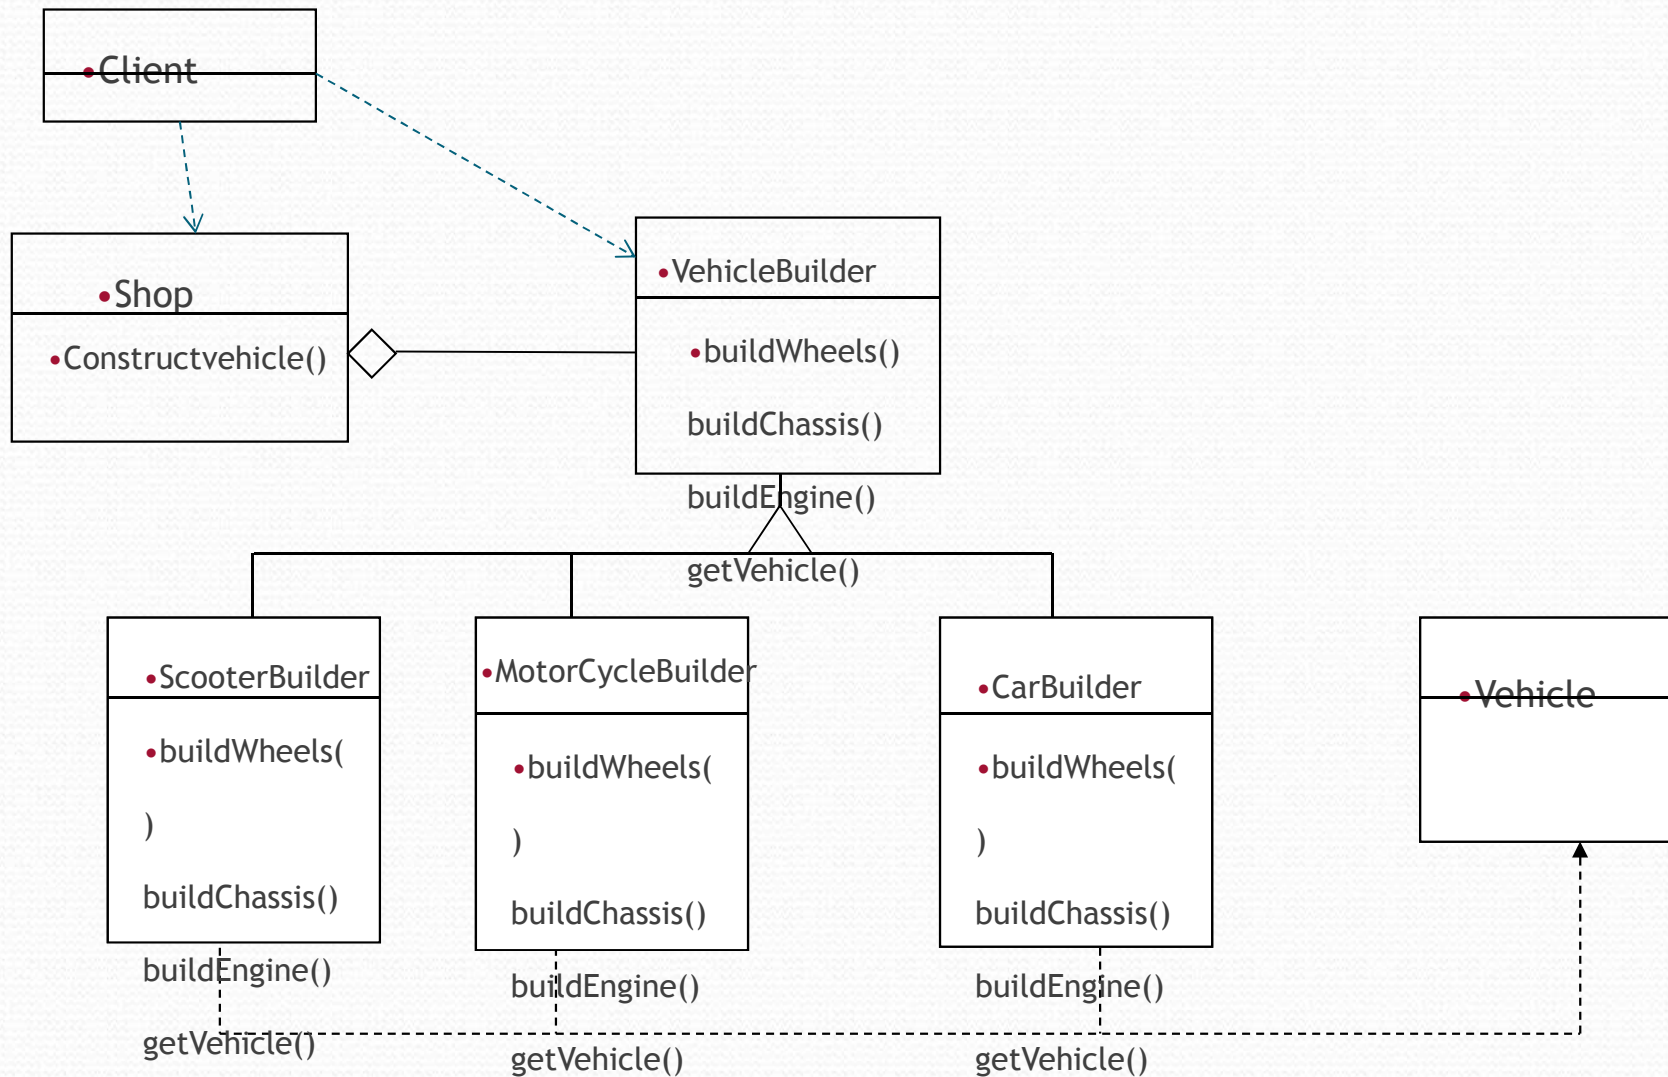 •Client
•Shop
•Constructvehicle()
•VehicleBuilder
•buildWheels()
buildChassis()
buildEngine()
getVehicle()
•ScooterBuilder
•buildWheels(
)
buildChassis()
buildEngine()
getVehicle()
•MotorCycleBuilder
•buildWheels(
)
buildChassis()
buildEngine()
getVehicle()
•CarBuilder
•buildWheels(
)
buildChassis()
buildEngine()
getVehicle()
•Vehicle